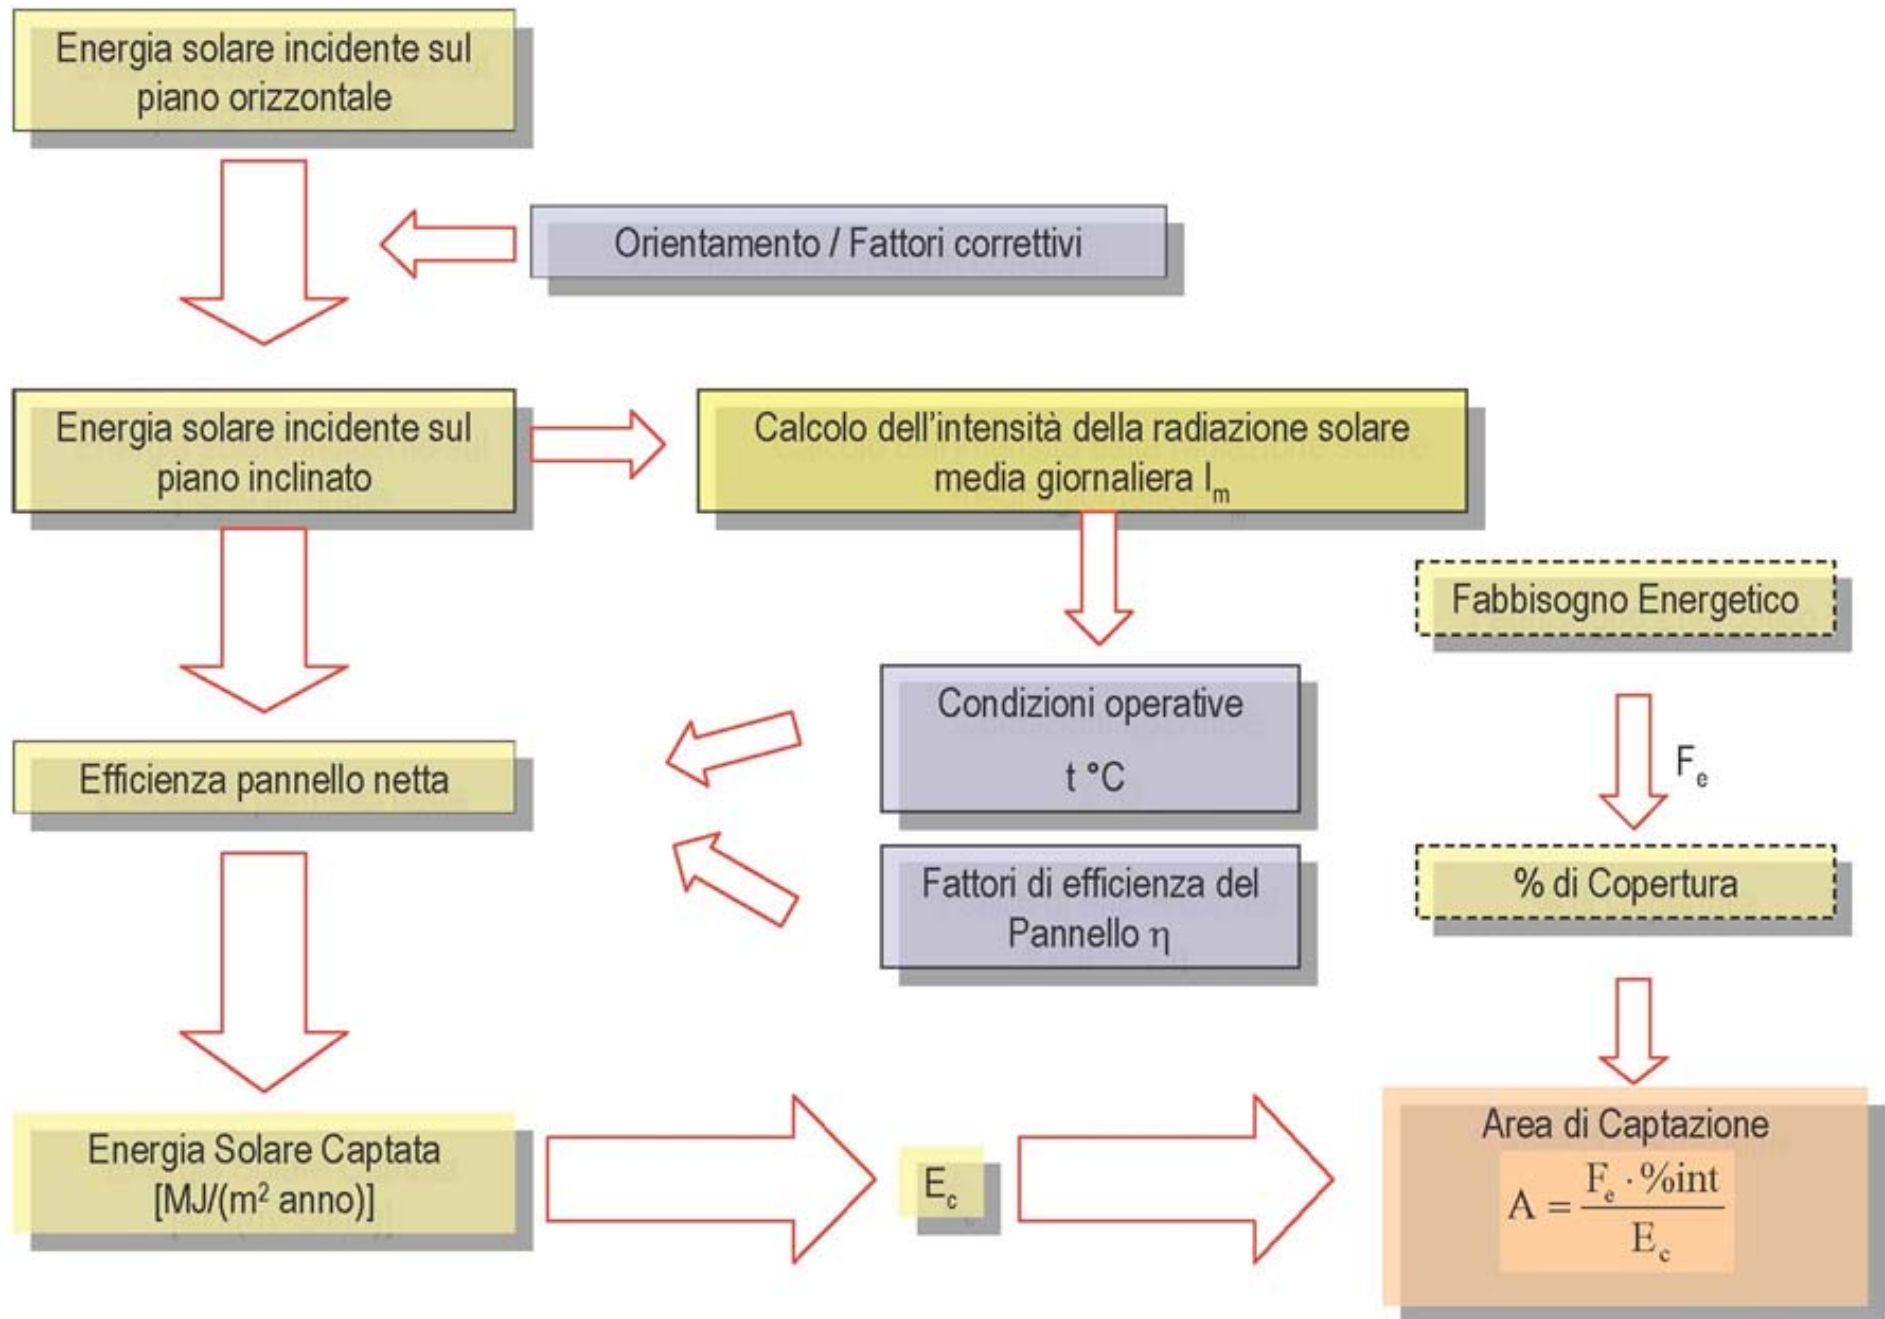 Energia solare incidente sul
piano orizzontale
Orientamento / Fattori correttivi
Energia solare incidente sul
piano inclinato
Calcolo dell'intensità della radiazione solare
media giornaliera Iₘ
Fabbisogno Energetico
Condizioni operative
t °C
Fₑ
Efficienza pannello netta
Fattori di efficienza del
Pannello η
% di Copertura
Energia Solare Captata
[MJ/(m² anno)]
E_c
Area di Captazione
A = (Fₑ · %int) / E_c